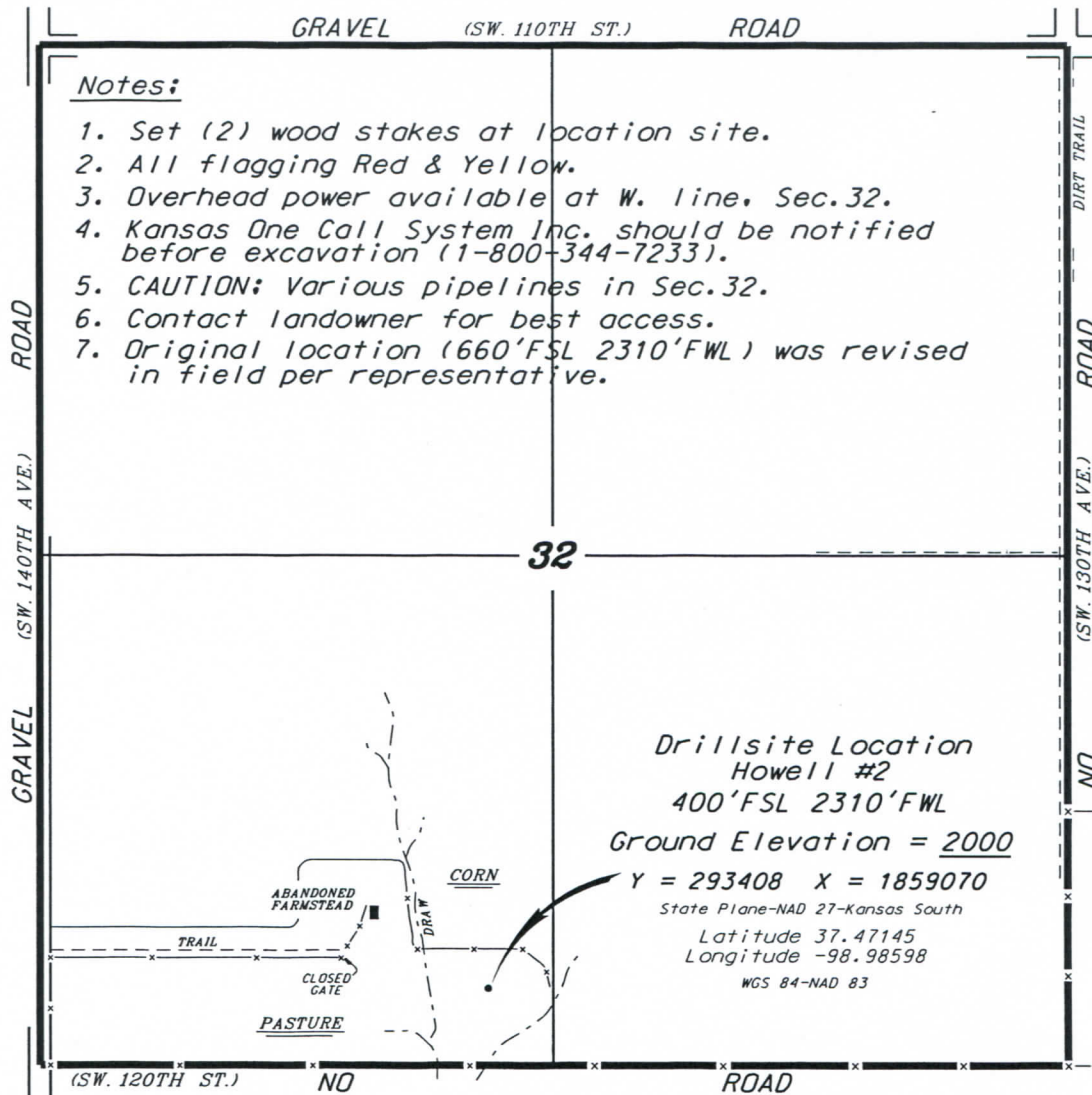 GRAVEL (SW. 110TH ST.) ROAD
Notes:
1. Set (2) wood stakes at location site.
2. All flagging Red & Yellow.
3. Overhead power available at W. line, Sec.32.
4. Kansas One Call System Inc. should be notified
before excavation (1-800-344-7233).
5. CAUTION: Various pipelines in Sec.32.
6. Contact landowner for best access.
7. Original location (660'FSL 2310'FWL) was revised
in field per representative.
GRAVEL (SW. 140TH AVE.) ROAD
DIRT TRAIL
NO (SW. 130TH AVE.) ROAD
32
Drillsite Location
Howell #2
400'FSL 2310'FWL
Ground Elevation = 2000
Y = 293408 X = 1859070
State Plane-NAD 27-Kansas South
Latitude 37.47145
Longitude -98.98598
WGS 84-NAD 83
CORN
ABANDONED
FARMSTEAD
DRAW
TRAIL
CLOSED
GATE
PASTURE
(SW. 120TH ST.) NO ROAD